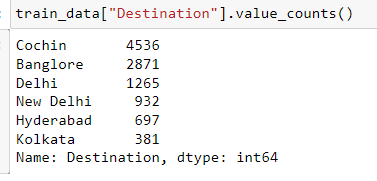 train_data["Destination"].value_counts()
Cochin 4536
Banglore 2871
Delhi 1265
New Delhi 932
Hyderabad 697
Kolkata 381
Name: Destination, dtype: int64